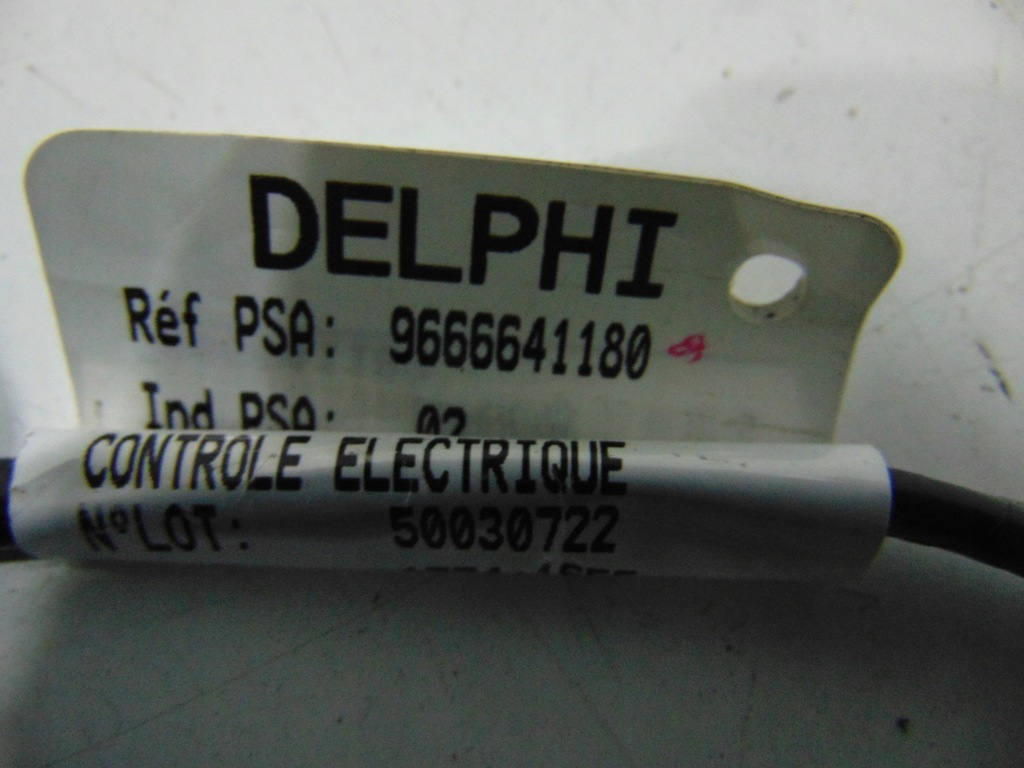 DELPHI
Réf PSA: 9666641180
Ind PSA: 02
CONTROLE ELECTRIQUE
N°LOT: 50030722